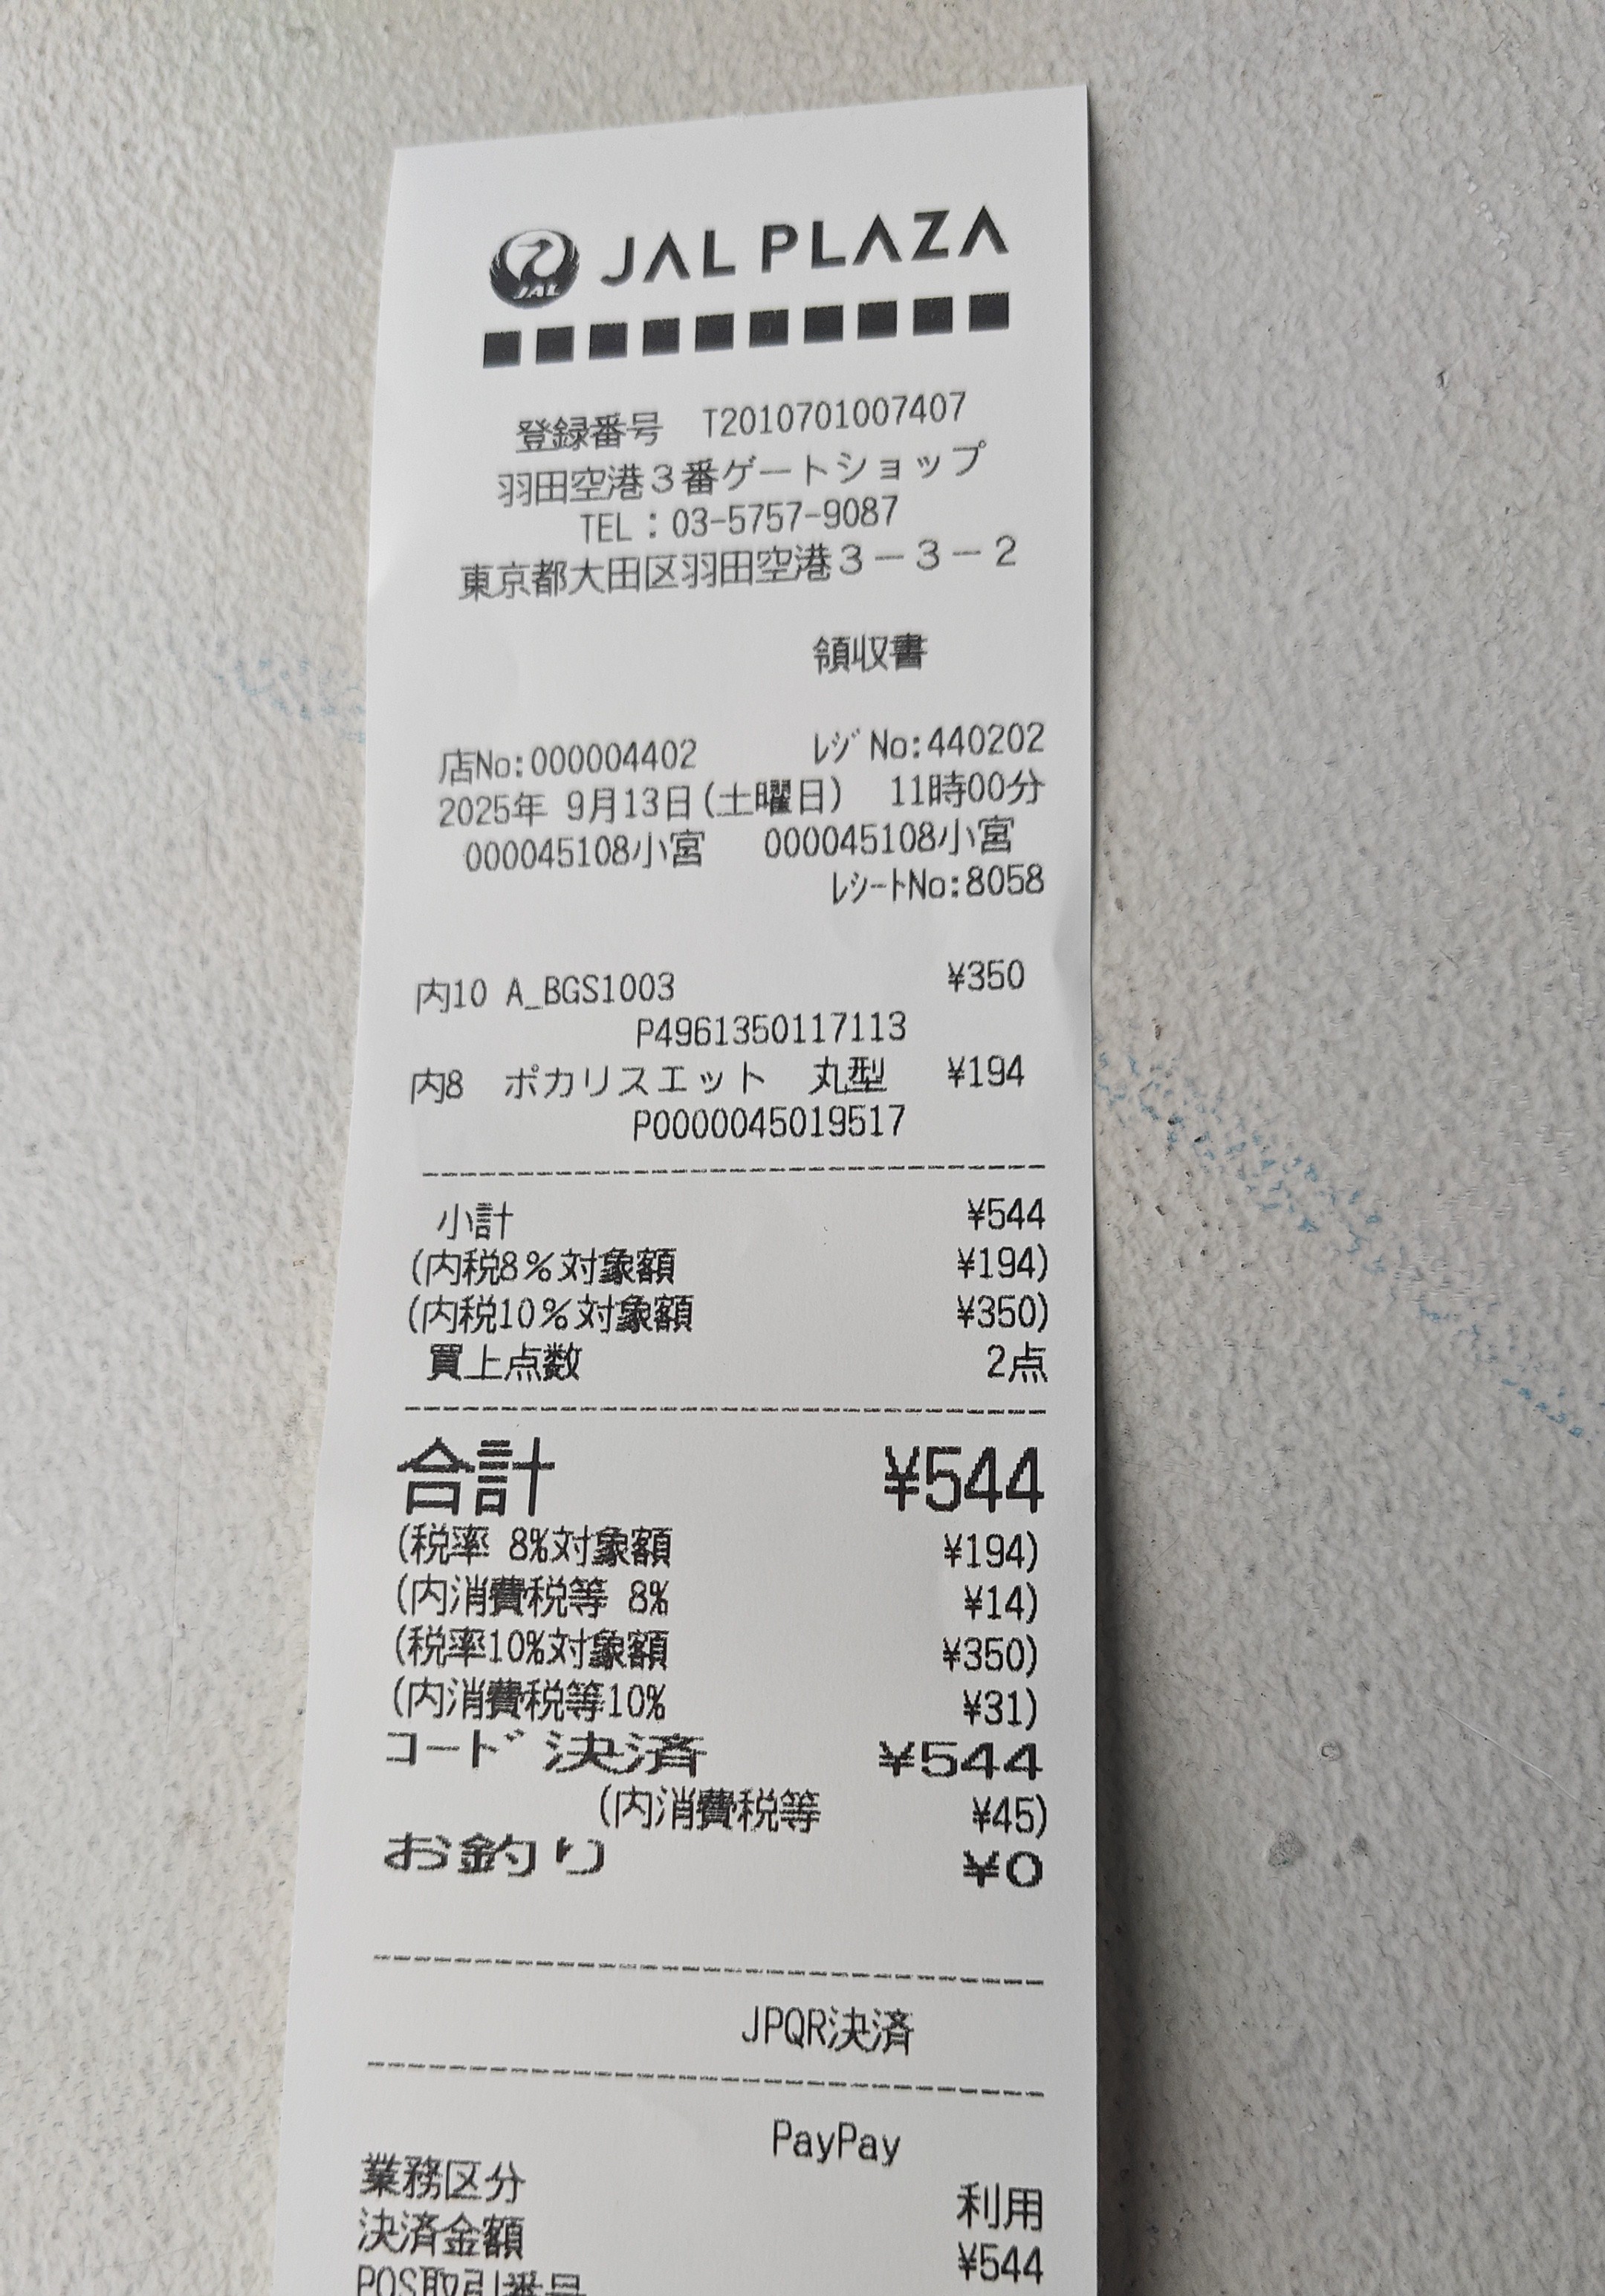 JAL
JAL PLAZA
登録番号 T2010701007407
羽田空港3番ゲートショップ
TEL：03-5757-9087
東京都大田区羽田空港3－3－2
領収書
店No:000004402 ﾚｼﾞNo:440202
2025年 9月13日(土曜日) 11時00分
000045108小宮 000045108小宮
ﾚｼｰﾄNo:8058
内10 A_BGS1003 ¥350
P4961350117113
内8 ポカリスエット 丸型 ¥194
P0000045019517
小計 ¥544
(内税8％対象額 ¥194)
(内税10％対象額 ¥350)
買上点数 2点
合計 ¥544
(税率 8%対象額 ¥194)
(内消費税等 8% ¥14)
(税率10%対象額 ¥350)
(内消費税等10% ¥31)
ｺｰﾄﾞ決済 ¥544
(内消費税等 ¥45)
お釣り ¥0
JPQR決済
PayPay
業務区分 利用
決済金額 ¥544
POS取引番号